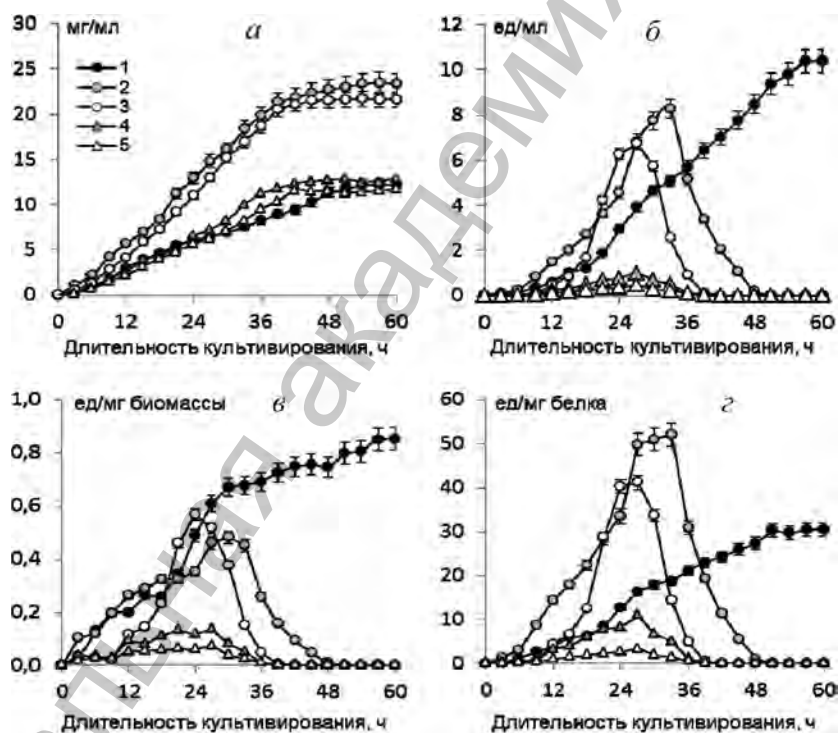 мг/мл
а
30
25
20
15
10
5
0
1
2
3
4
5
0 12 24 36 48 60
Длительность культивирования, ч
ед/мл
б
12
10
8
6
4
2
0
0 12 24 36 48 60
Длительность культивирования, ч
ед/мг биомассы
в
1,0
0,8
0,6
0,4
0,2
0,0
0 12 24 36 48 60
Длительность культивирования, ч
ед/мг белка
г
60
50
40
30
20
10
0
0 12 24 36 48 60
Длительность культивирования, ч